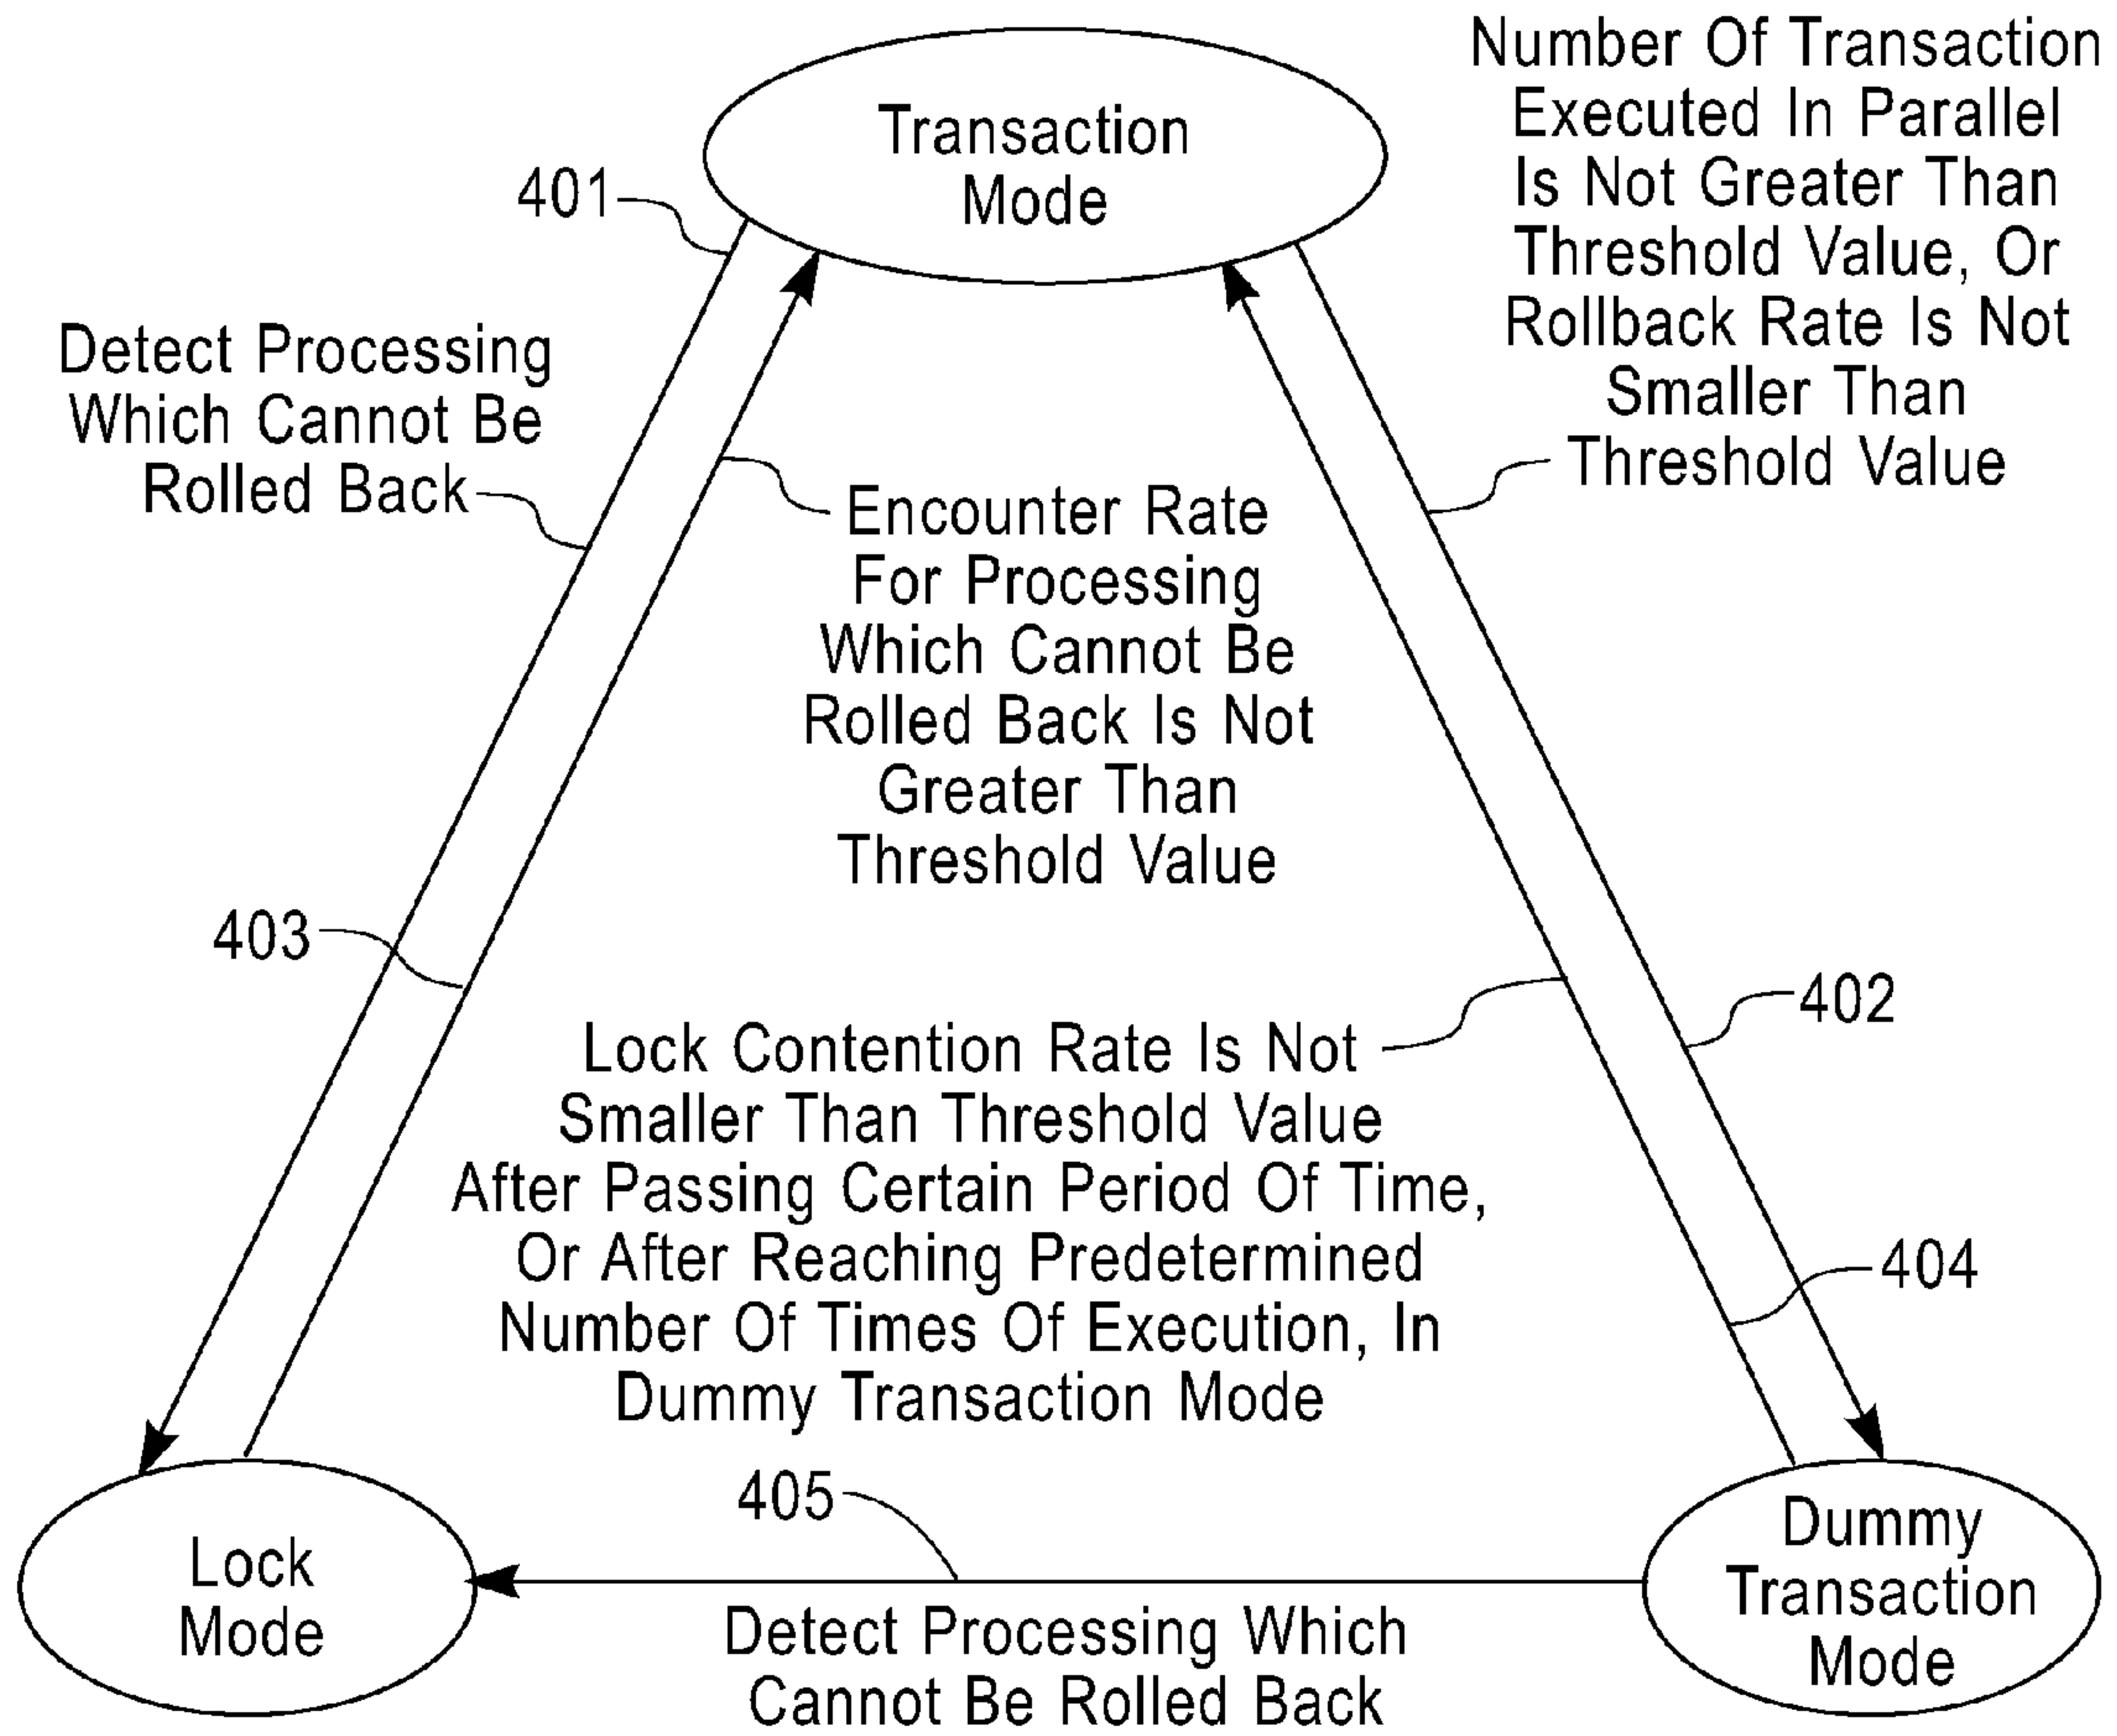 Transaction
Mode
Number Of Transaction
Executed In Parallel
Is Not Greater Than
Threshold Value, Or
Rollback Rate Is Not
Smaller Than
Threshold Value
401
Detect Processing
Which Cannot Be
Rolled Back
Encounter Rate
For Processing
Which Cannot Be
Rolled Back Is Not
Greater Than
Threshold Value
403
402
Lock Contention Rate Is Not
Smaller Than Threshold Value
After Passing Certain Period Of Time,
Or After Reaching Predetermined
Number Of Times Of Execution, In
Dummy Transaction Mode
404
405
Lock
Mode
Dummy
Transaction
Mode
Detect Processing Which
Cannot Be Rolled Back